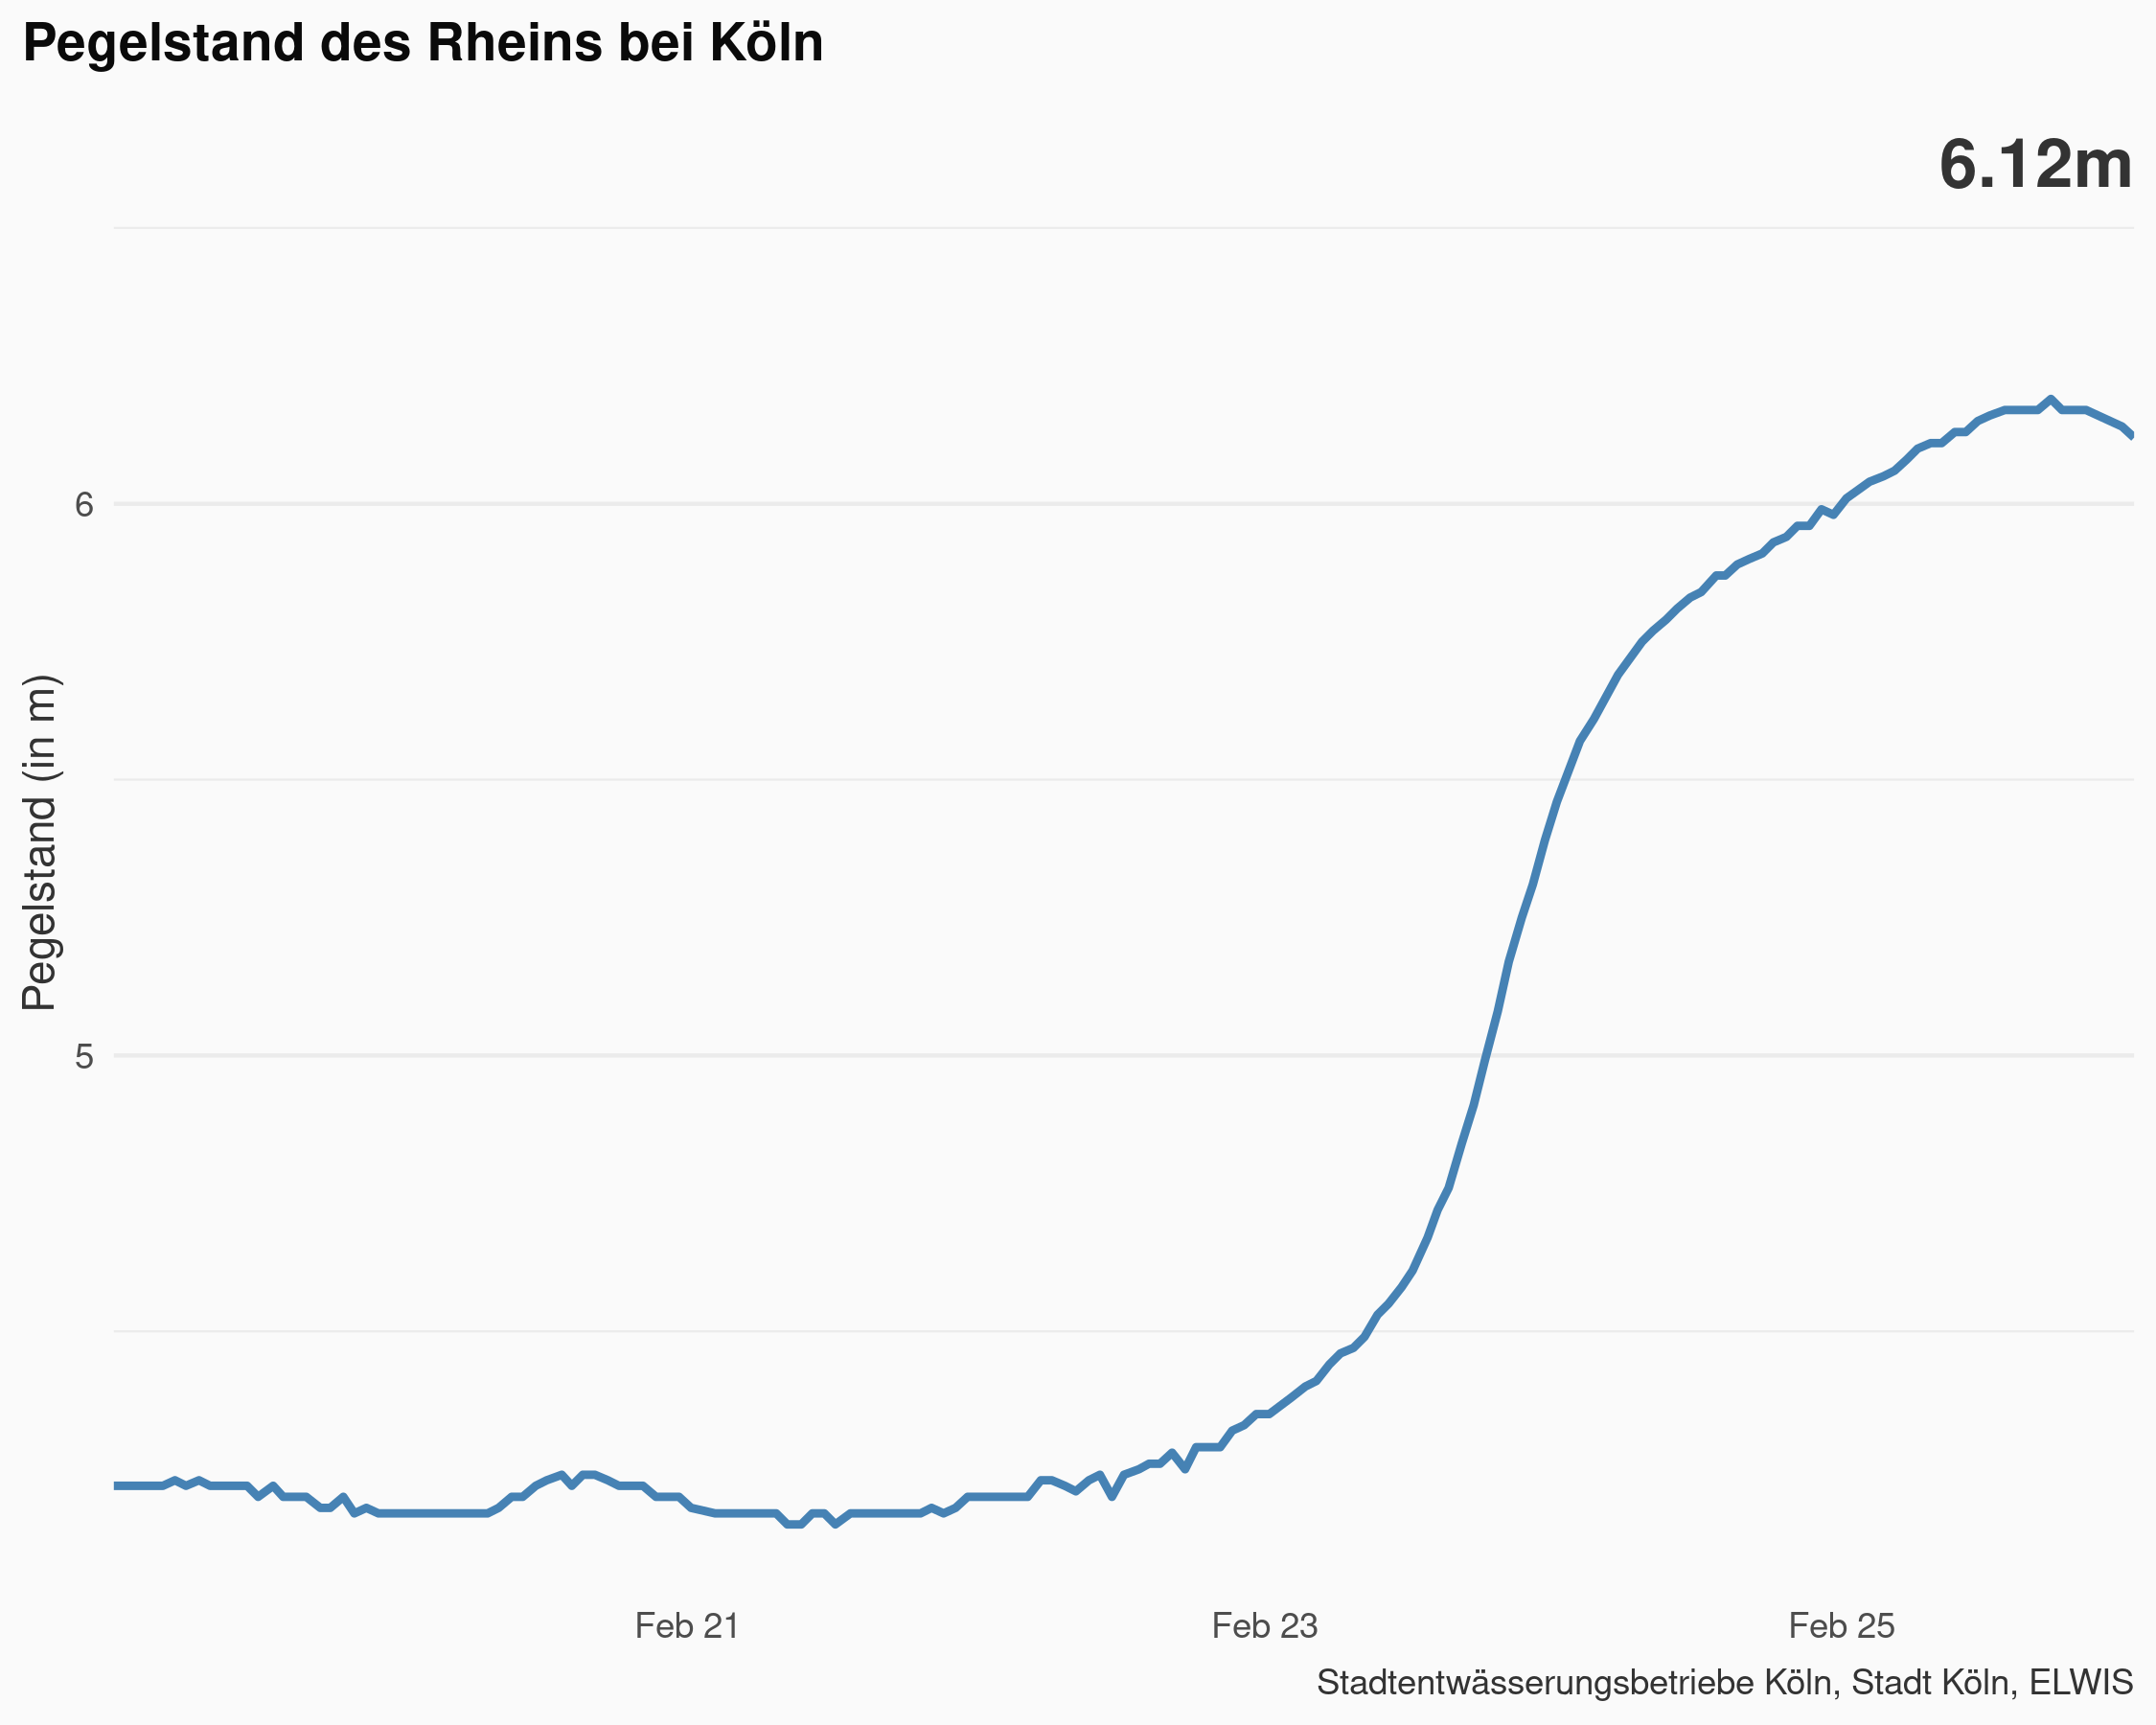 Pegelstand des Rheins bei Köln
6.12m
Pegelstand (in m)
6
5
Feb 21
Feb 23
Feb 25
Stadtentwässerungsbetriebe Köln, Stadt Köln, ELWIS